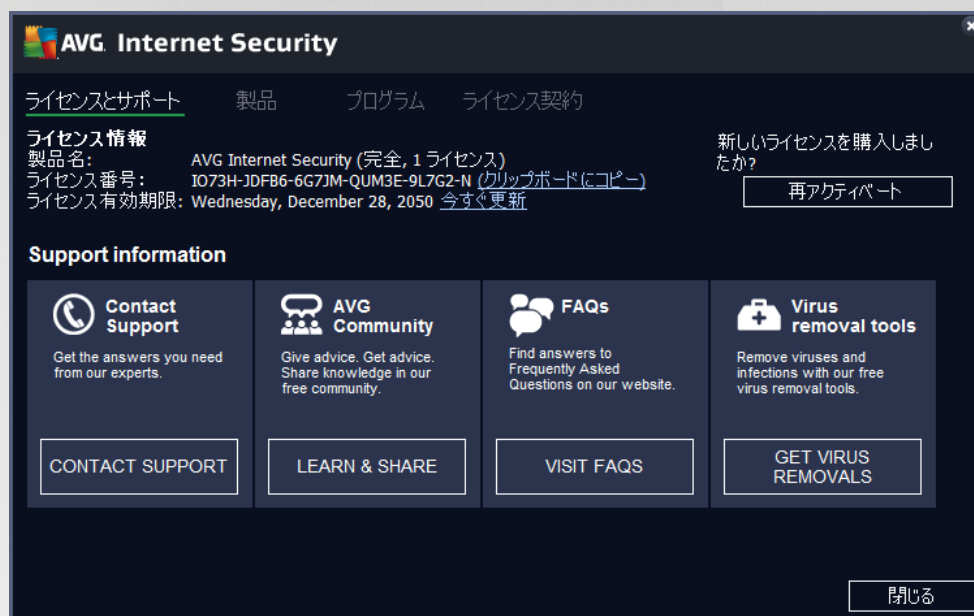 AVG. Internet Security
ライセンスとサポート 製品 プログラム ライセンス契約
ライセンス情報
製品名: AVG Internet Security (完全, 1 ライセンス)
ライセンス番号: IO73H-JDFB6-6G7JM-QUM3E-9L7G2-N (クリップボードにコピー)
ライセンス有効期限: Wednesday, December 28, 2050 今すぐ更新
新しいライセンスを購入しまし
たか?
再アクティベート
Support information
Contact
Support
Get the answers you need
from our experts.
CONTACT SUPPORT
AVG
Community
Give advice. Get advice.
Share knowledge in our
free community.
LEARN & SHARE
FAQs
Find answers to
Frequently Asked
Questions on our website.
VISIT FAQS
Virus
removal tools
Remove viruses and
infections with our free
virus removal tools.
GET VIRUS
REMOVALS
閉じる